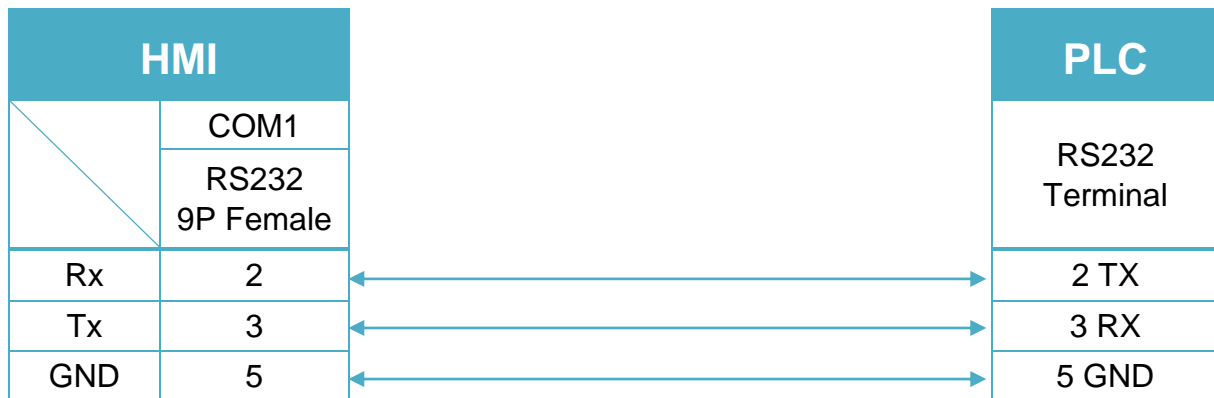 HMI
PLC
COM1
RS232
9P Female
RS232
Terminal
Rx 2 2 TX
Tx 3 3 RX
GND 5 5 GND